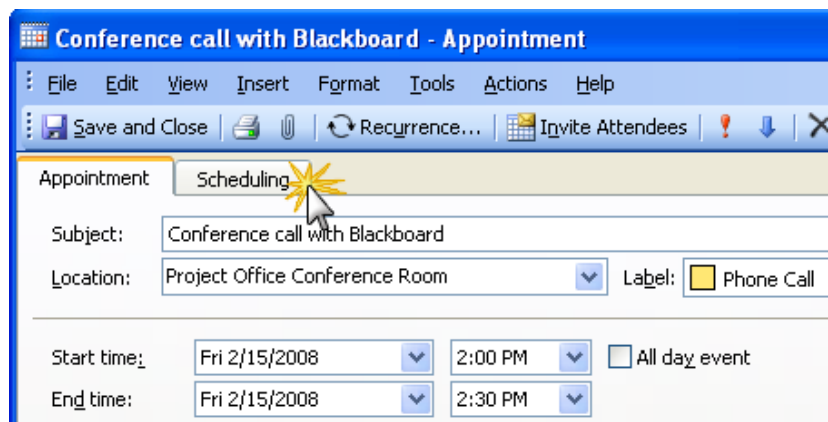 Conference call with Blackboard - Appointment
File Edit View Insert Format Tools Actions Help
Save and Close Recurrence... Invite Attendees
Appointment Scheduling
Subject: Conference call with Blackboard
Location: Project Office Conference Room Label: Phone Call
Start time: Fri 2/15/2008 2:00 PM All day event
End time: Fri 2/15/2008 2:30 PM